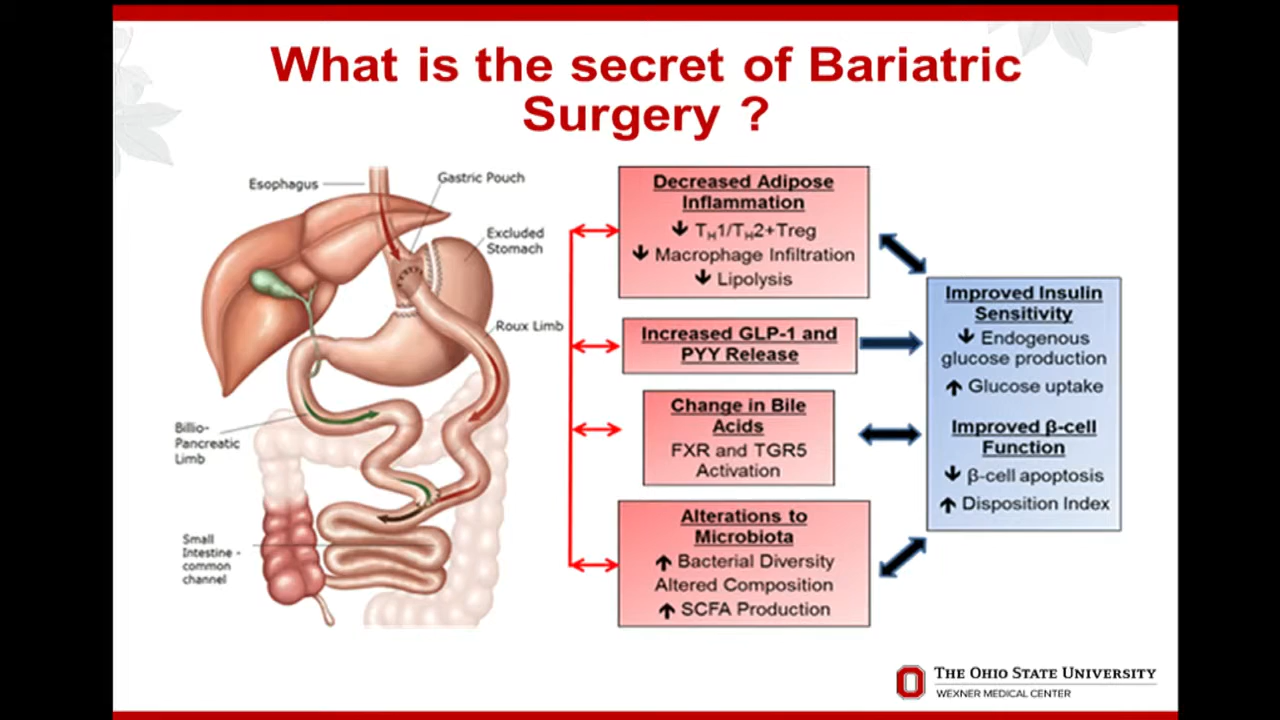 What is the secret of Bariatric
Surgery ?
Esophagus
Gastric Pouch
Excluded
Stomach
Roux Limb
Billio-
Pancreatic
Limb
Small
Intestine -
common
channel
Decreased Adipose
Inflammation
↓ TH1/TH2+Treg
↓ Macrophage Infiltration
↓ Lipolysis
Increased GLP-1 and
PYY Release
Change in Bile
Acids
FXR and TGR5
Activation
Alterations to
Microbiota
↑ Bacterial Diversity
Altered Composition
↑ SCFA Production
Improved Insulin
Sensitivity
↓ Endogenous
glucose production
↑ Glucose uptake
Improved β-cell
Function
↓ β-cell apoptosis
↑ Disposition Index
THE OHIO STATE UNIVERSITY
WEXNER MEDICAL CENTER